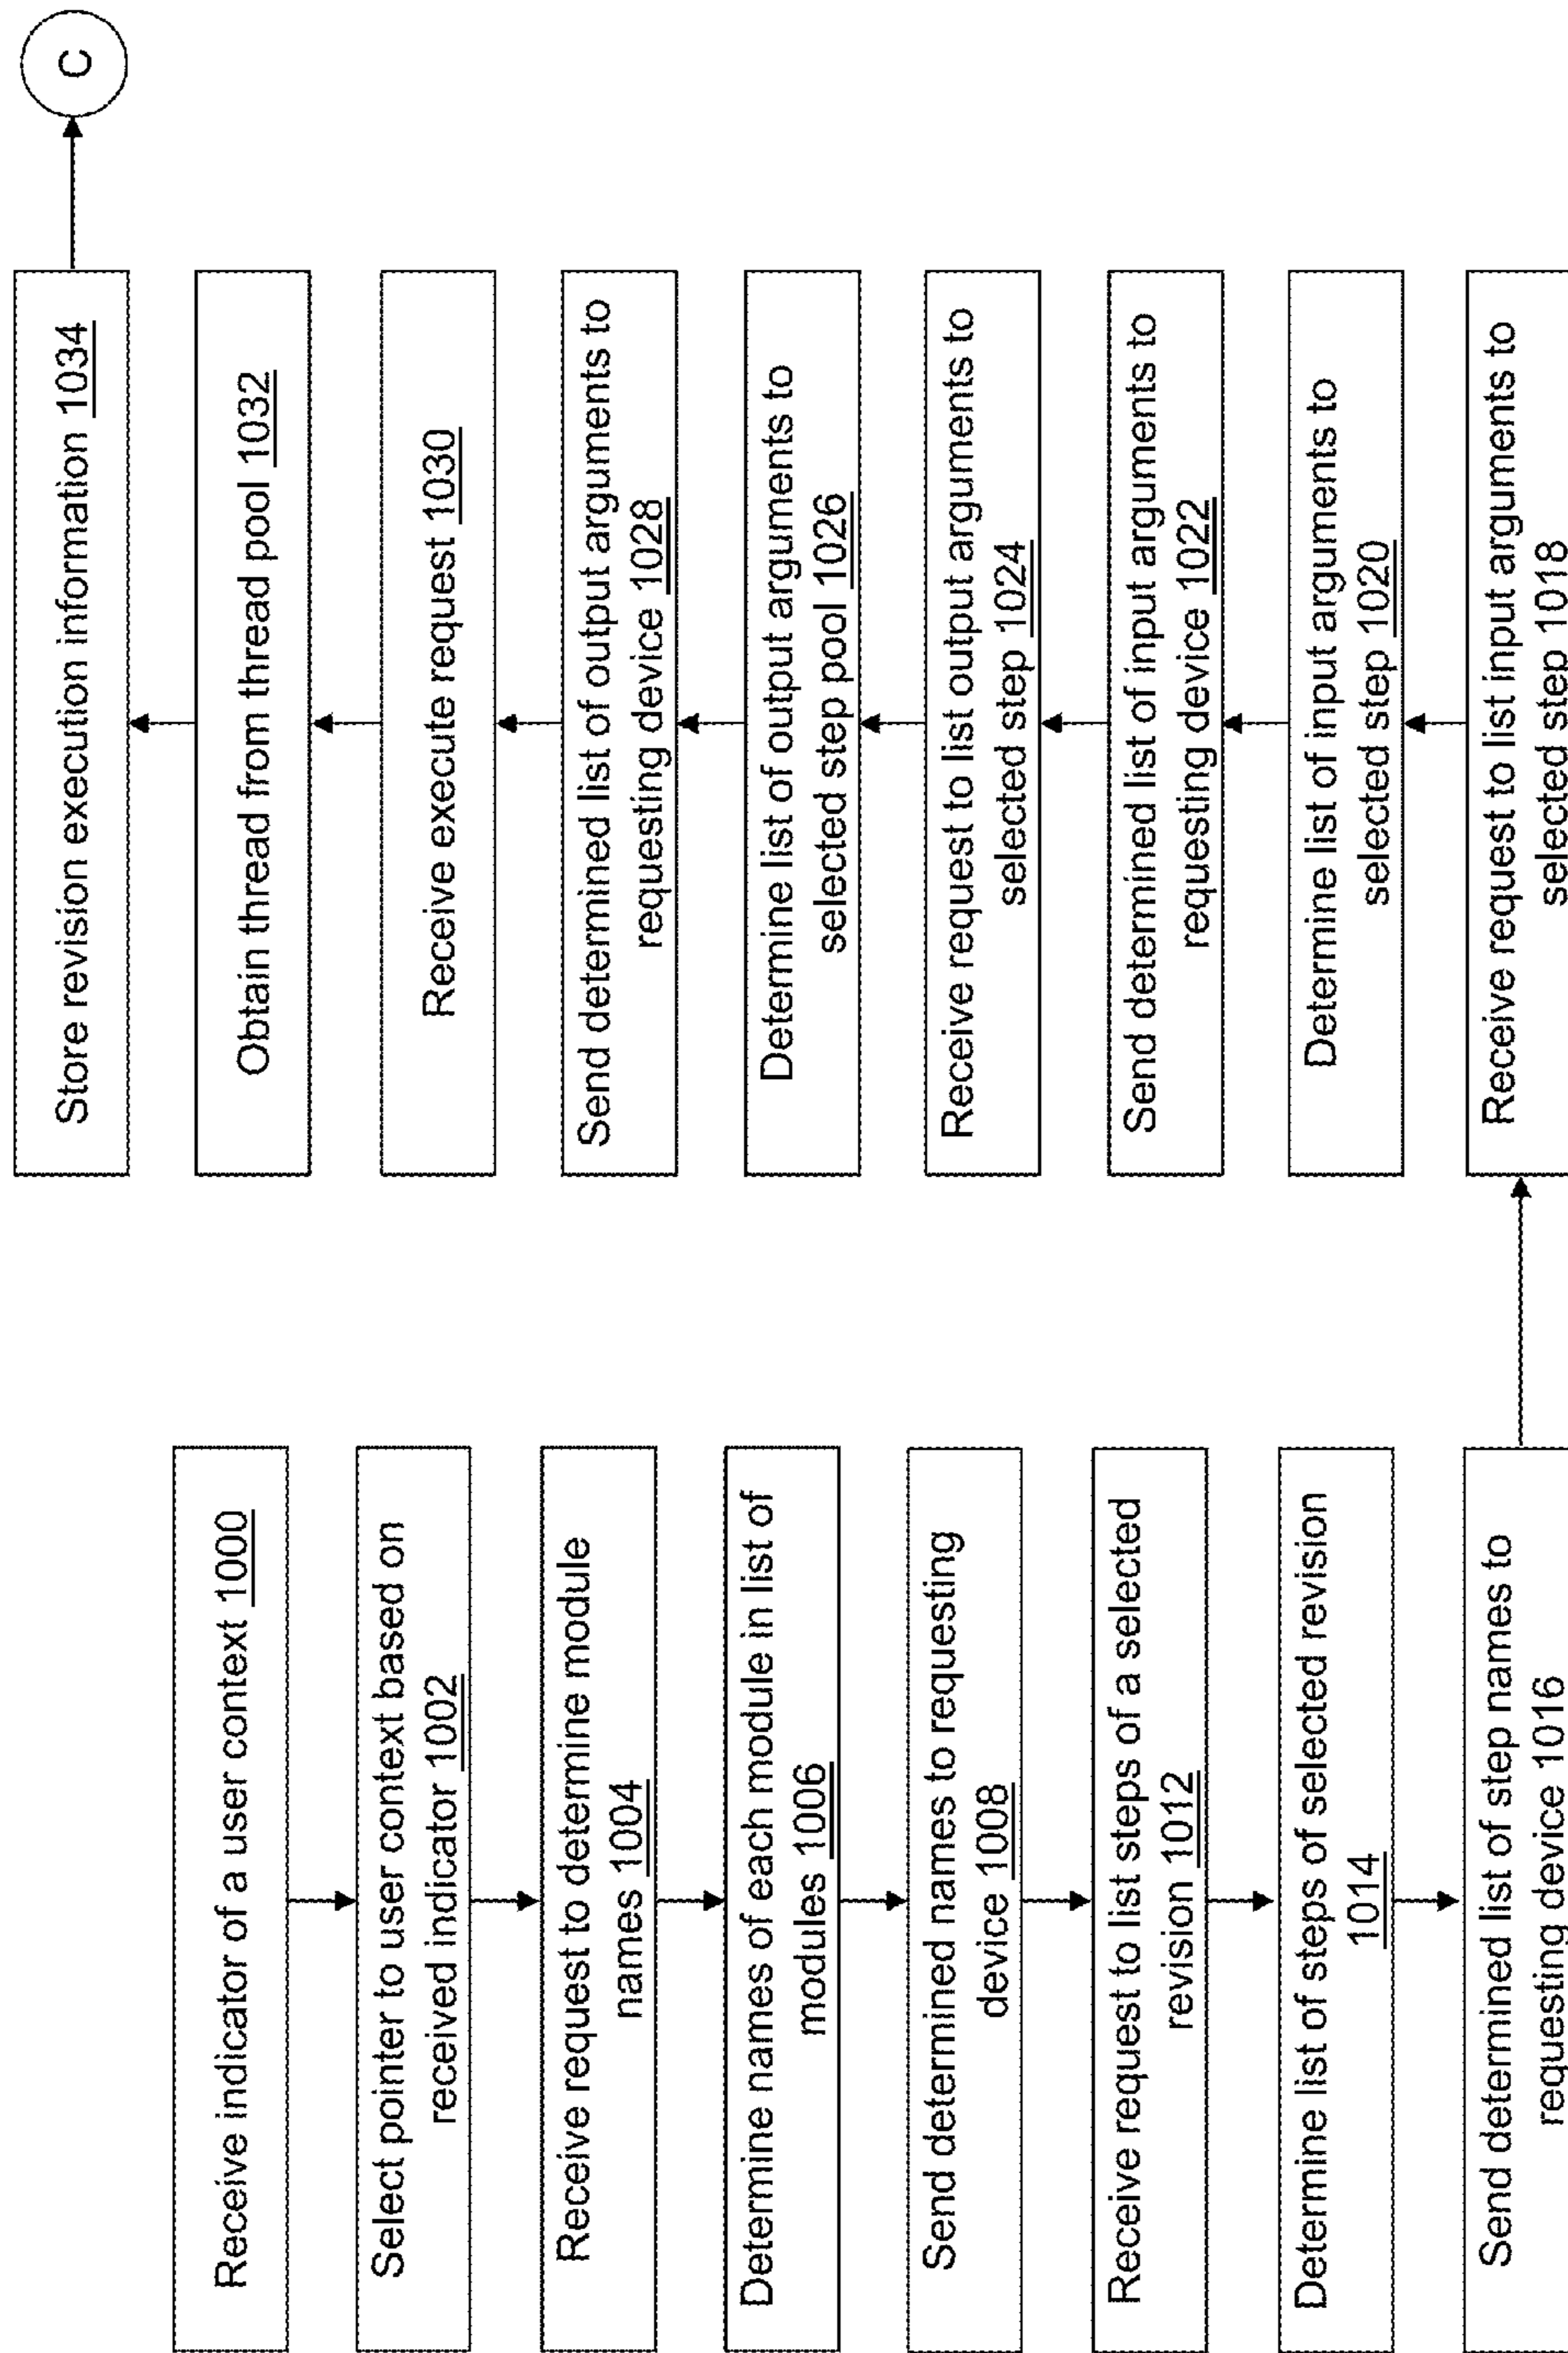 Receive indicator of a user context 1000
Select pointer to user context based on
received indicator 1002
Receive request to determine module
names 1004
Determine names of each module in list of
modules 1006
Send determined names to requesting
device 1008
Receive request to list steps of a selected
revision 1012
Determine list of steps of selected revision
1014
Send determined list of step names to
requesting device 1016
Receive request to list input arguments to
selected step 1018
Determine list of input arguments to
selected step 1020
Send determined list of input arguments to
requesting device 1022
Receive request to list output arguments to
selected step 1024
Determine list of output arguments to
selected step pool 1026
Send determined list of output arguments to
requesting device 1028
Receive execute request 1030
Obtain thread from thread pool 1032
Store revision execution information 1034
C